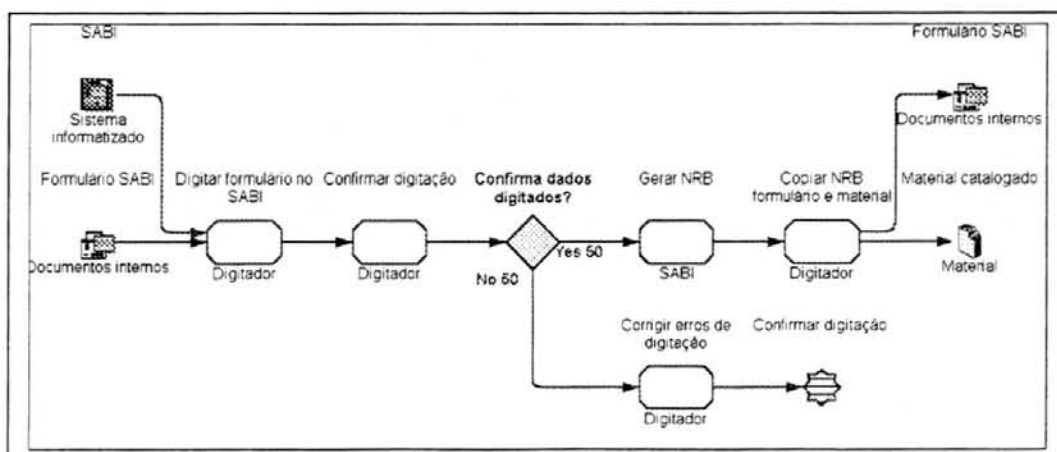 SABI
Formulário SABI
Sistema
informatizado
Documentos internos
Formulário SABI
Digitar formulário no
SABI
Confirmar digitação
Confirma dados
digitados?
Gerar NRB
Copiar NRB
formulário e material
Material catalogado
Documentos internos
Digitador
Digitador
Yes 50
No 50
SABI
Digitador
Material
Corrigir erros de
digitação
Confirmar digitação
Digitador